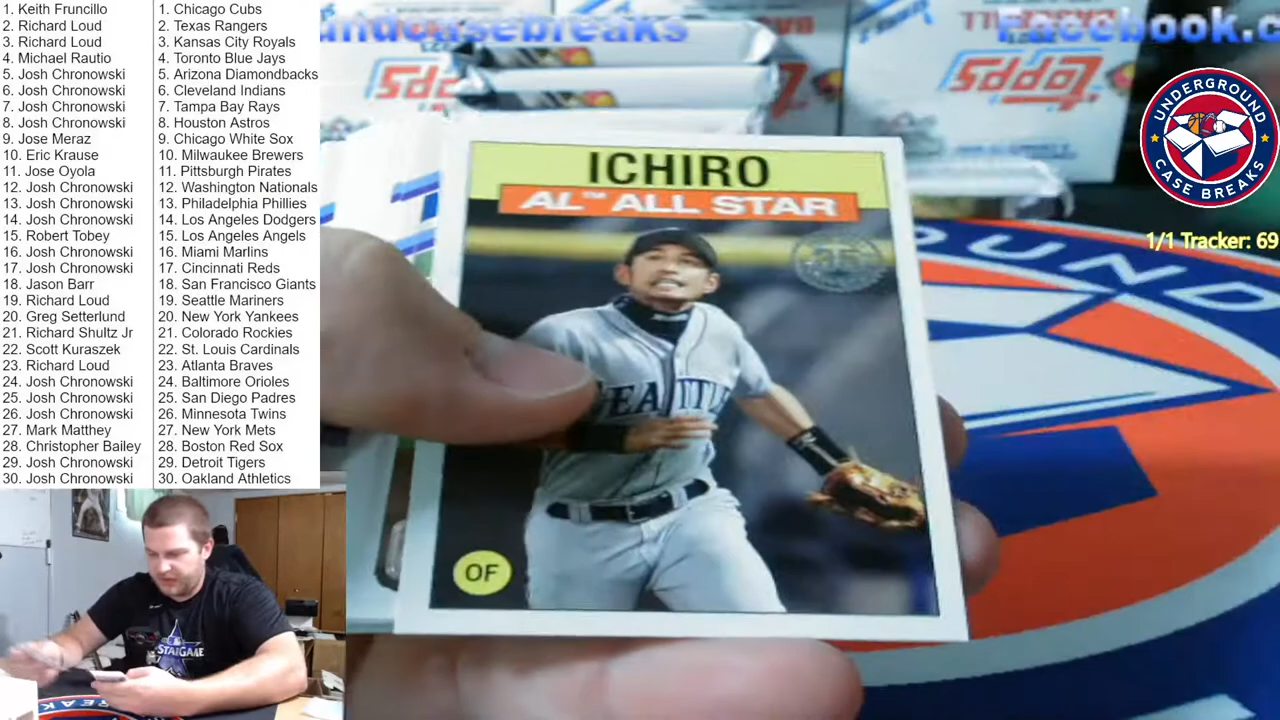 1. Keith Fruncillo
2. Richard Loud
3. Richard Loud
4. Michael Rautio
5. Josh Chronowski
6. Josh Chronowski
7. Josh Chronowski
8. Josh Chronowski
9. Jose Meraz
10. Eric Krause
11. Jose Oyola
12. Josh Chronowski
13. Josh Chronowski
14. Josh Chronowski
15. Robert Tobey
16. Josh Chronowski
17. Josh Chronowski
18. Jason Barr
19. Richard Loud
20. Greg Setterlund
21. Richard Shultz Jr
22. Scott Kuraszek
23. Richard Loud
24. Josh Chronowski
25. Josh Chronowski
26. Josh Chronowski
27. Mark Matthey
28. Christopher Bailey
29. Josh Chronowski
30. Josh Chronowski
1. Chicago Cubs
2. Texas Rangers
3. Kansas City Royals
4. Toronto Blue Jays
5. Arizona Diamondbacks
6. Cleveland Indians
7. Tampa Bay Rays
8. Houston Astros
9. Chicago White Sox
10. Milwaukee Brewers
11. Pittsburgh Pirates
12. Washington Nationals
13. Philadelphia Phillies
14. Los Angeles Dodgers
15. Los Angeles Angels
16. Miami Marlins
17. Cincinnati Reds
18. San Francisco Giants
19. Seattle Mariners
20. New York Yankees
21. Colorado Rockies
22. St. Louis Cardinals
23. Atlanta Braves
24. Baltimore Orioles
25. San Diego Padres
26. Minnesota Twins
27. New York Mets
28. Boston Red Sox
29. Detroit Tigers
30. Oakland Athletics
undcasebreaks
Facebook.c
Topps
Topps
UNDERGROUND
CASE BREAKS
1/1 Tracker: 69
ICHIRO
AL™ ALL STAR
35
SEATTLE
OF
OUND